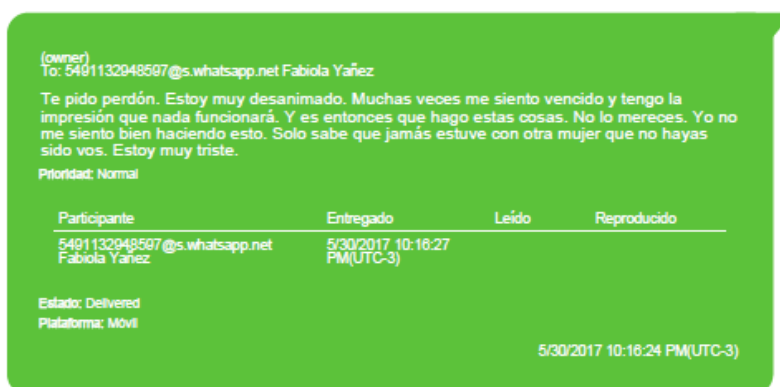 (owner)
To: 5491132948597@s.whatsapp.net Fabiola Yañez
Te pido perdón. Estoy muy desanimado. Muchas veces me siento vencido y tengo la
impresión que nada funcionará. Y es entonces que hago estas cosas. No lo mereces. Yo no
me siento bien haciendo esto. Solo sabe que jamás estuve con otra mujer que no hayas
sido vos. Estoy muy triste.
Prioridad: Normal
Participante Entregado Leído Reproducido
5491132948597@s.whatsapp.net 5/30/2017 10:16:27
Fabiola Yañez PM(UTC-3)
Estado: Delivered
Plataforma: Móvil
5/30/2017 10:16:24 PM(UTC-3)